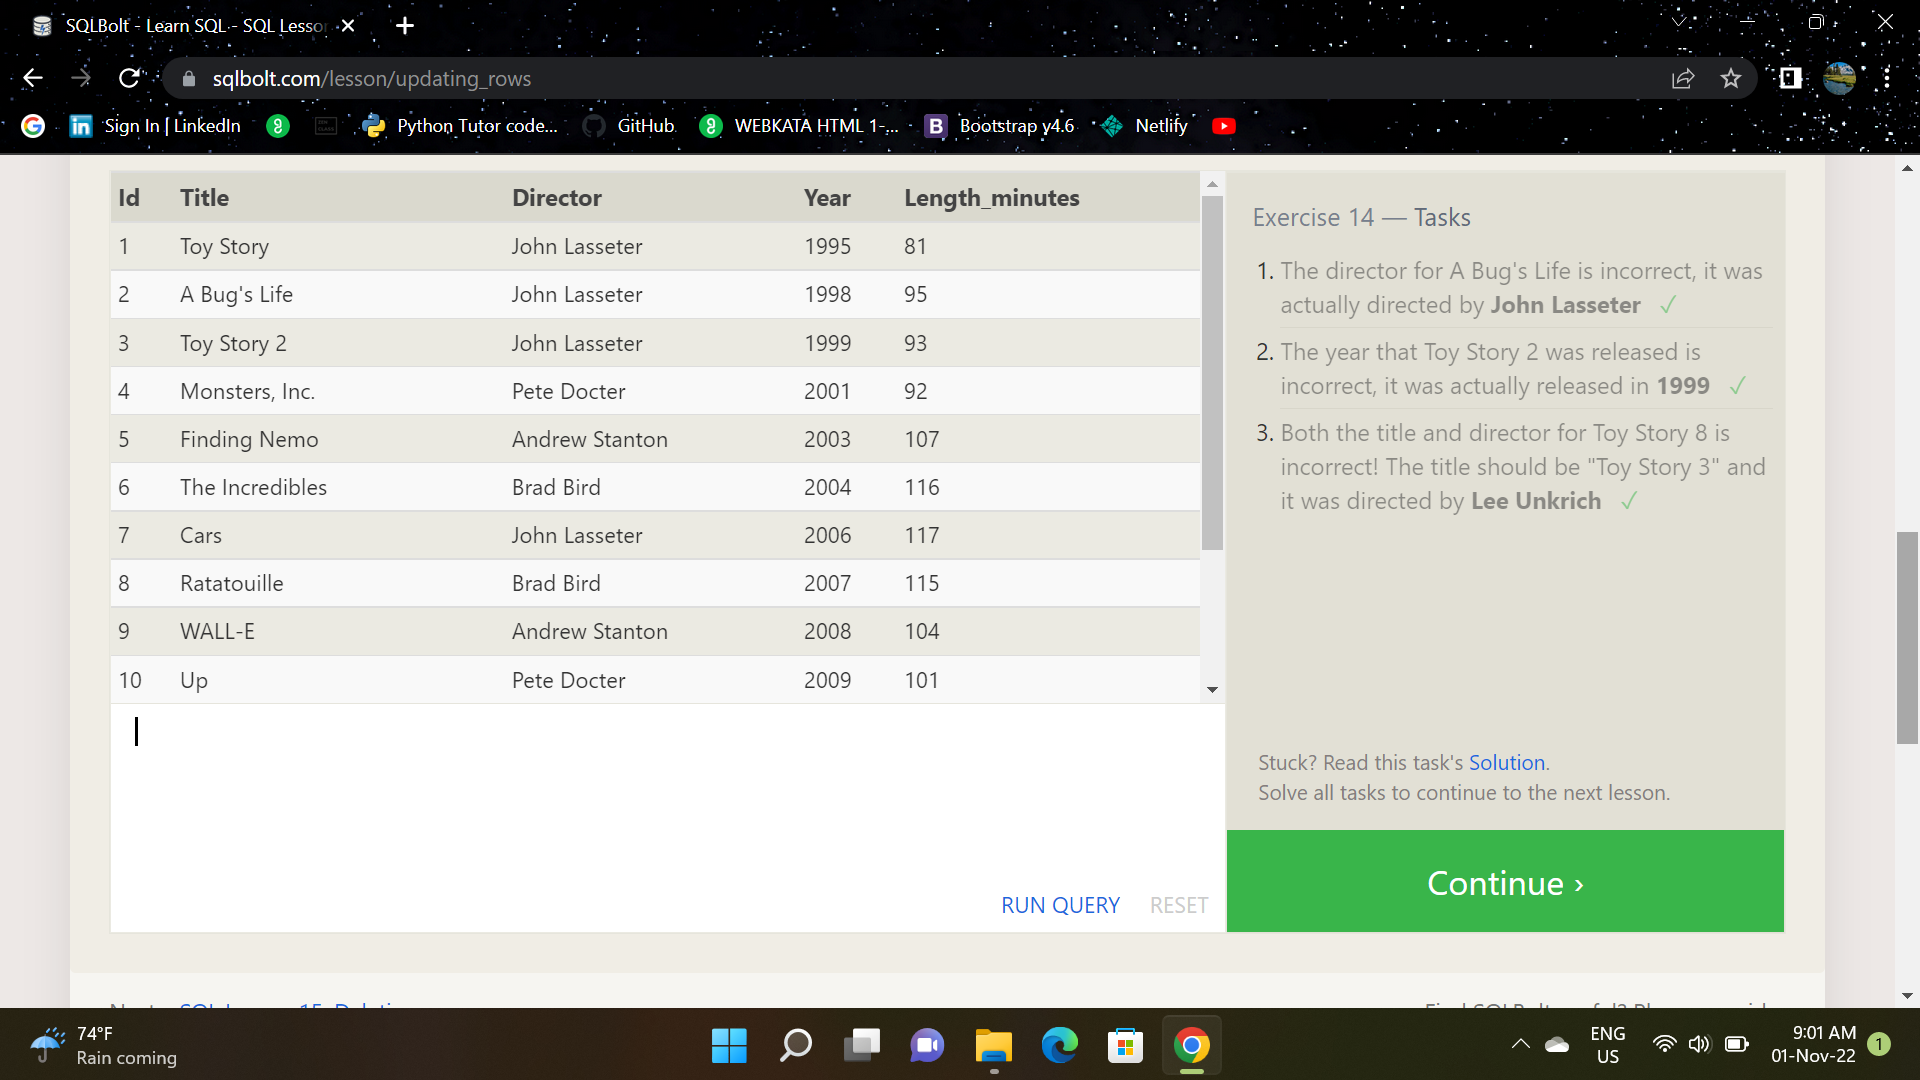 SQLBolt - Learn SQL - SQL Lesso
sqlbolt.com/lesson/updating_rows
Sign In | LinkedIn Python Tutor code... GitHub WEBKATA HTML 1-... Bootstrap v4.6 Netlify
Id Title Director Year Length_minutes
1 Toy Story John Lasseter 1995 81
2 A Bug's Life John Lasseter 1998 95
3 Toy Story 2 John Lasseter 1999 93
4 Monsters, Inc. Pete Docter 2001 92
5 Finding Nemo Andrew Stanton 2003 107
6 The Incredibles Brad Bird 2004 116
7 Cars John Lasseter 2006 117
8 Ratatouille Brad Bird 2007 115
9 WALL-E Andrew Stanton 2008 104
10 Up Pete Docter 2009 101
RUN QUERY RESET
Exercise 14 — Tasks
1. The director for A Bug's Life is incorrect, it was
actually directed by John Lasseter ✓
2. The year that Toy Story 2 was released is
incorrect, it was actually released in 1999 ✓
3. Both the title and director for Toy Story 8 is
incorrect! The title should be "Toy Story 3" and
it was directed by Lee Unkrich ✓
Stuck? Read this task's Solution.
Solve all tasks to continue to the next lesson.
Continue ›
74°F
Rain coming
ENG
US
9:01 AM
01-Nov-22
1